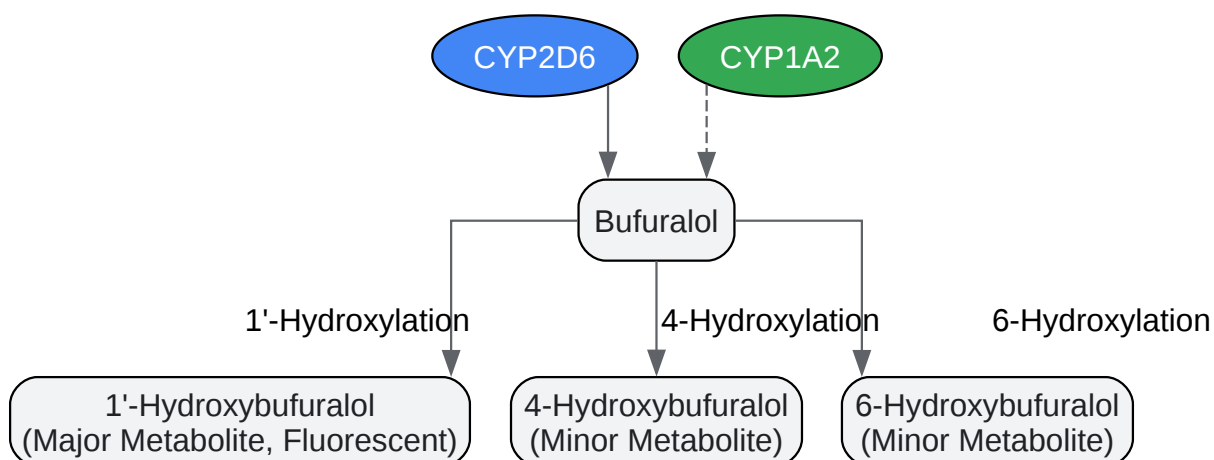 CYP2D6
CYP1A2
Bufuralol
1'-Hydroxylation
4-Hydroxylation
6-Hydroxylation
1'-Hydroxybufuralol
(Major Metabolite, Fluorescent)
4-Hydroxybufuralol
(Minor Metabolite)
6-Hydroxybufuralol
(Minor Metabolite)